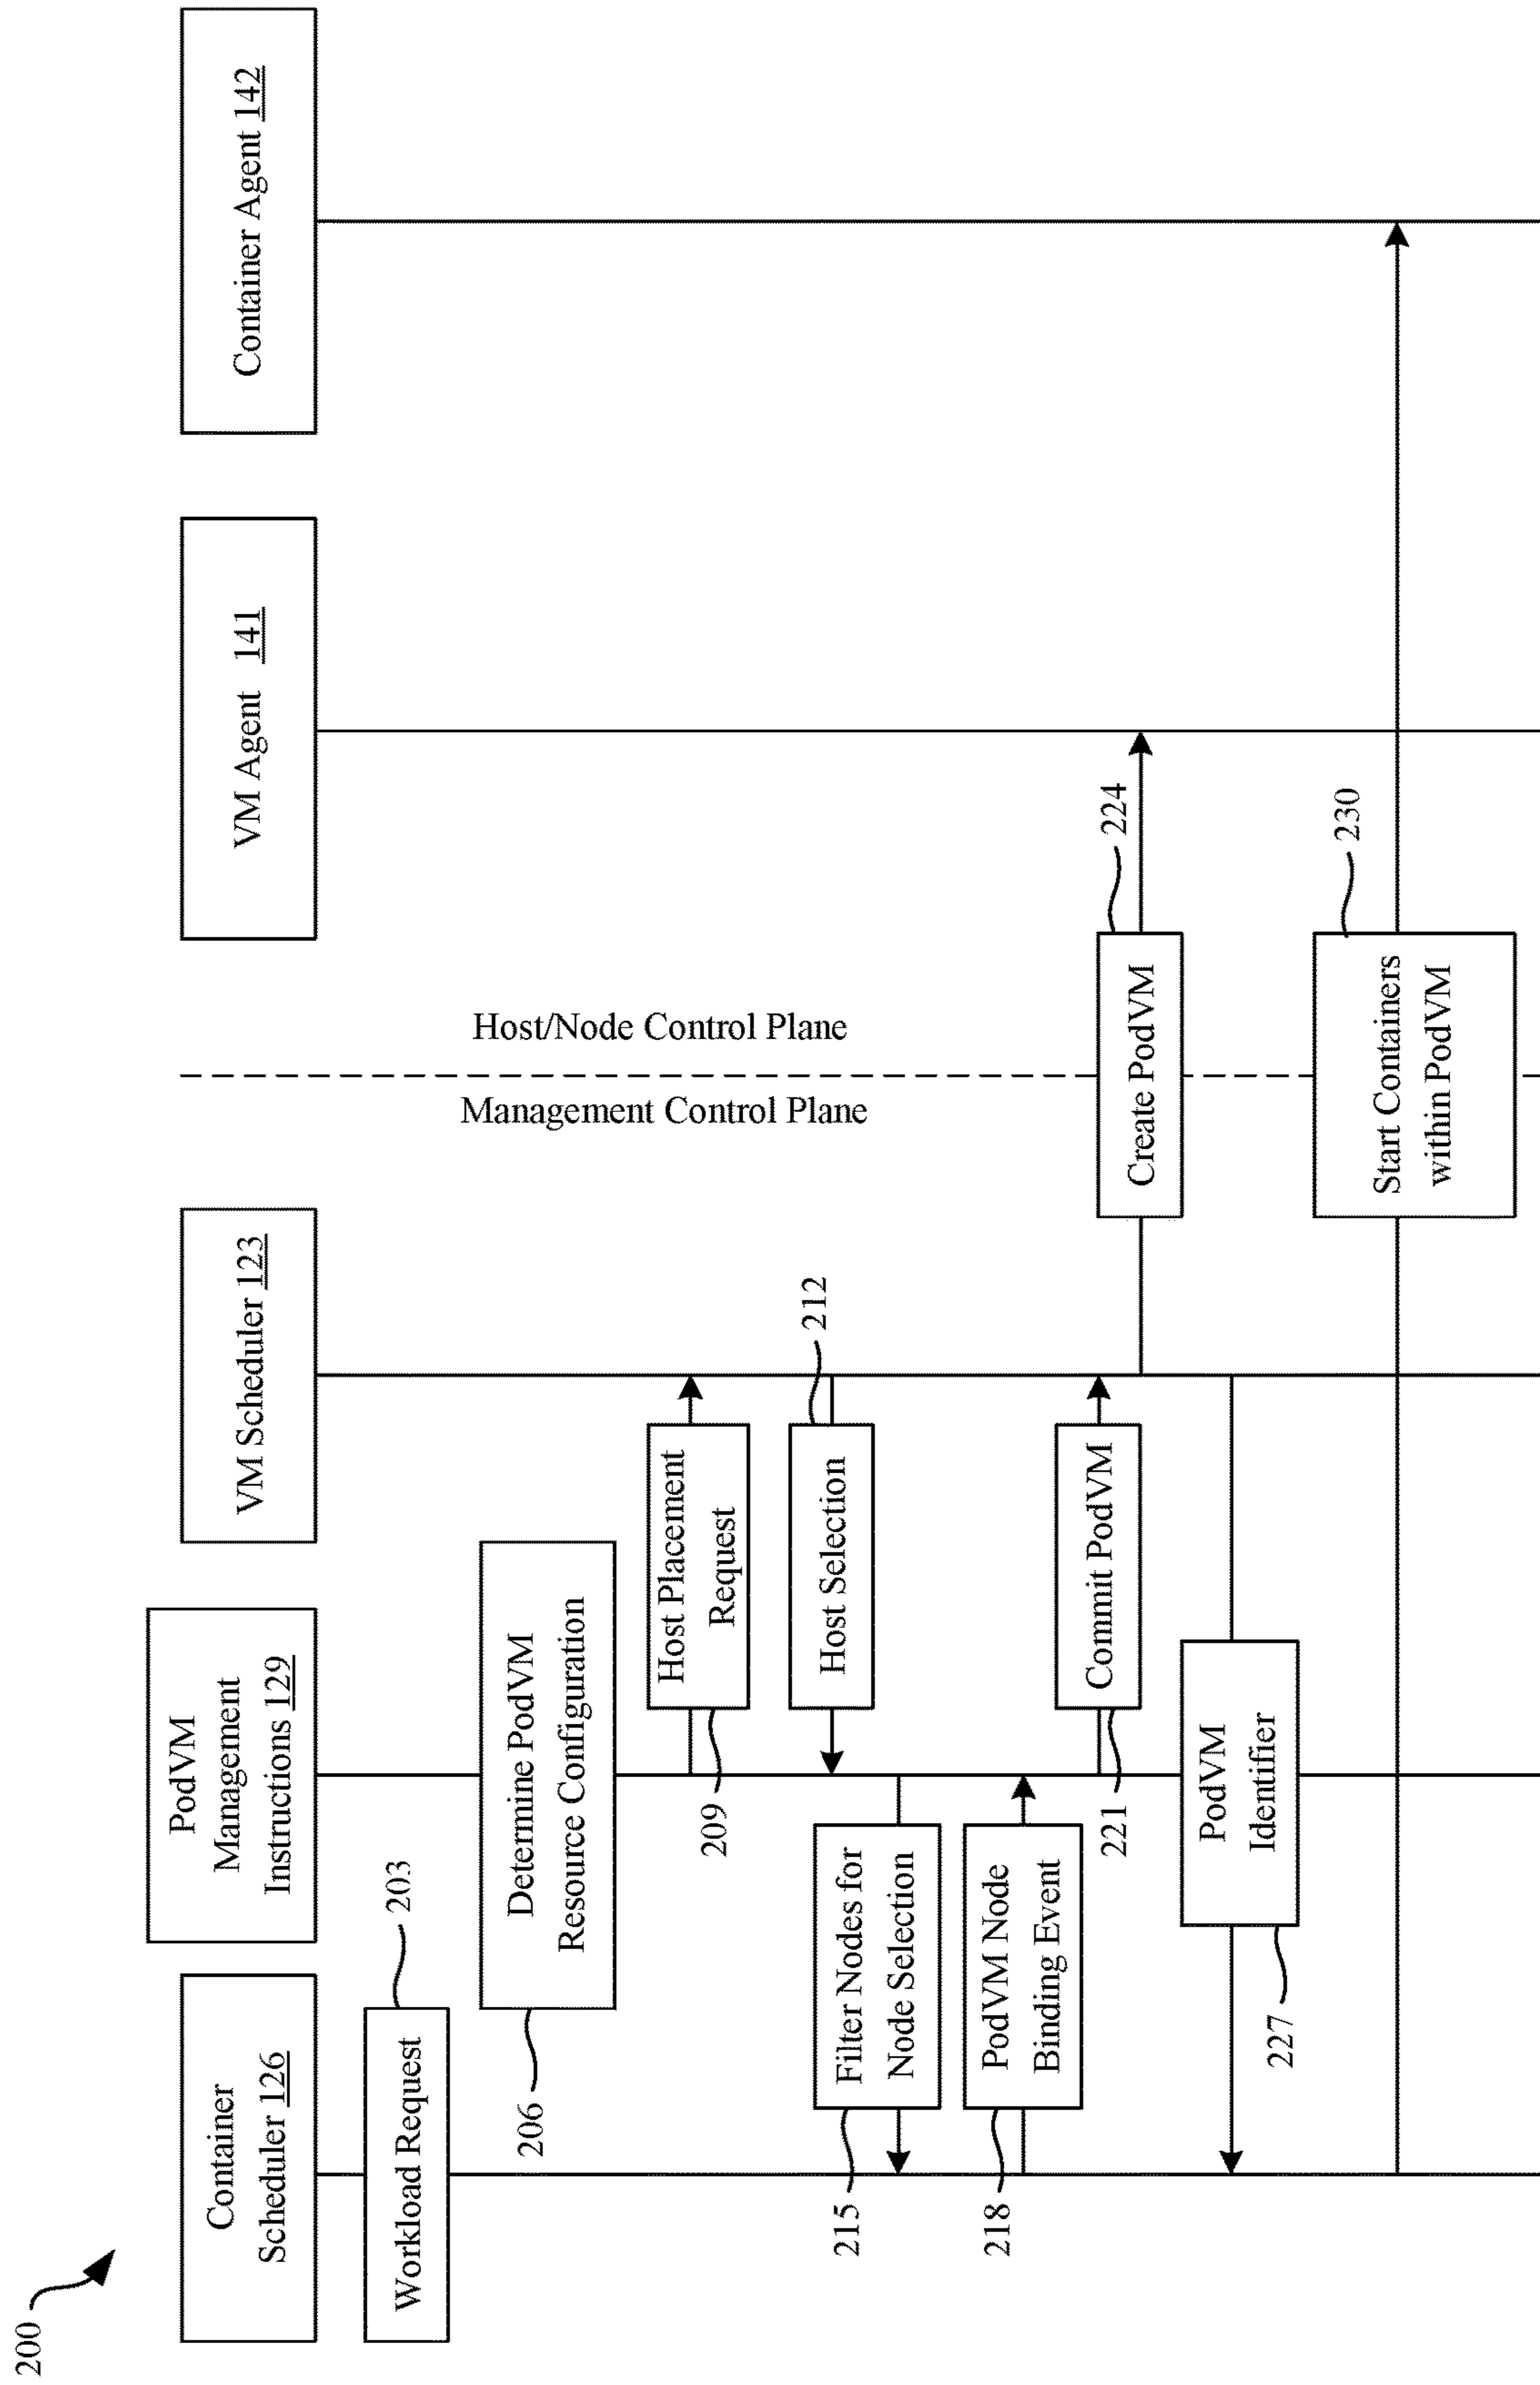 200
Container
Scheduler 126
PodVM
Management
Instructions 129
VM Scheduler 123
VM Agent 141
Container Agent 142
Workload Request
203
Determine PodVM
Resource Configuration
206
Management Control Plane
Host/Node Control Plane
Host Placement
Request
209
Host Selection
212
Filter Nodes for
Node Selection
215
PodVM Node
Binding Event
218
Commit PodVM
221
Create PodVM
224
PodVM
Identifier
227
Start Containers
within PodVM
230